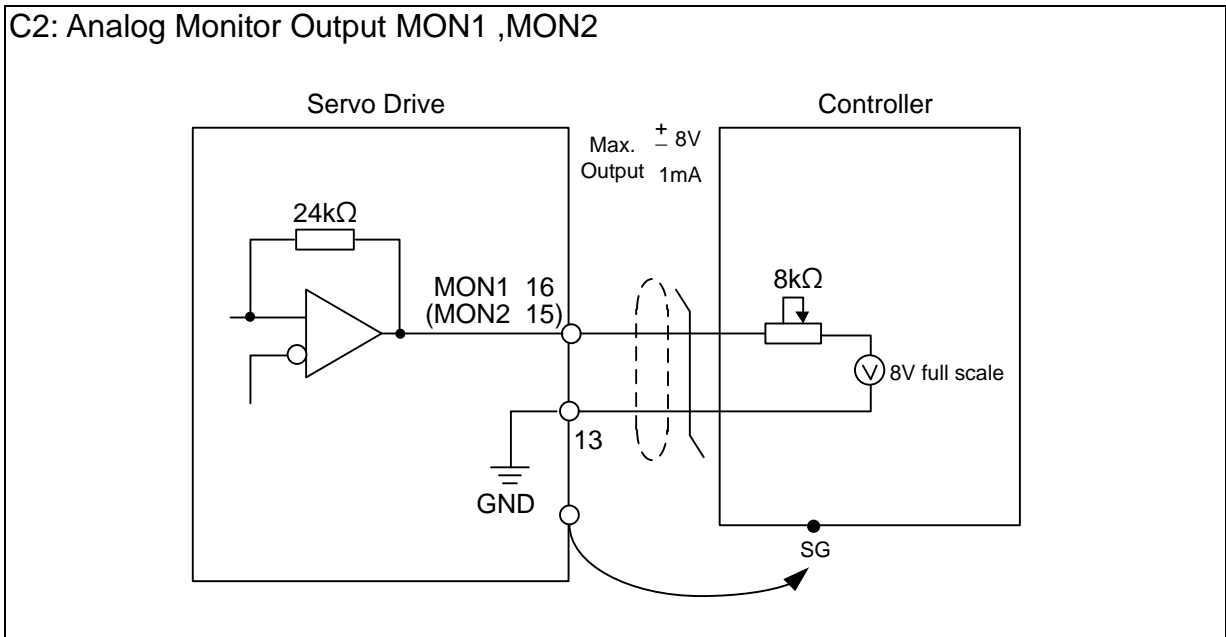 C2: Analog Monitor Output MON1 ,MON2
Servo Drive
Controller
Max. ± 8V
Output 1mA
24kΩ
MON1 16
(MON2 15)
8kΩ
V 8V full scale
13
GND
SG